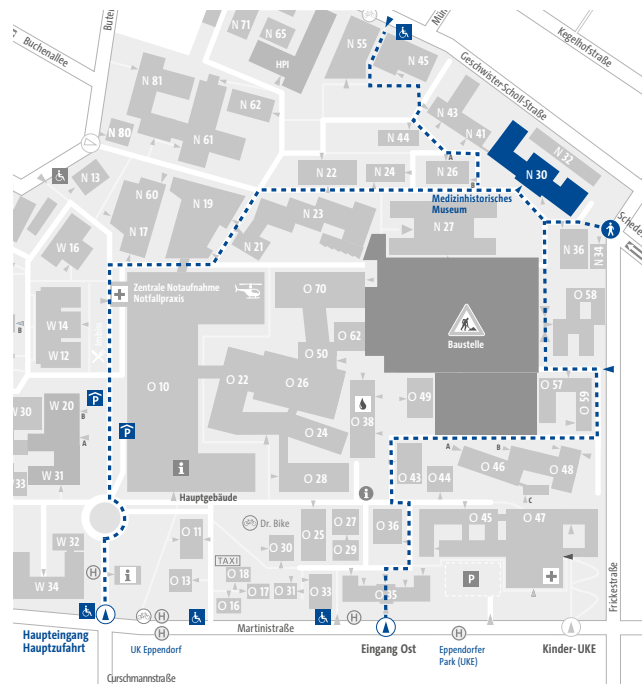 Buchenallee
Buten
N 71
N 65
HPI
N 55
N 45
Geschwister-Scholl-Straße
Kegelhofstraße
N 81
N 62
N 43
N 80
N 61
N 44
N 41
N 32
N 13
N 22
N 24
A
N 26
B
N 30
N 60
N 19
Medizinhistorisches
Museum
N 23
N 27
Schede
W 16
N 17
N 21
N 36
N 34
Zentrale Notaufnahme
Notfallpraxis
O 70
O 58
B
W 14
O 62
Baustelle
W 12
O 50
O 10
O 22
O 26
O 57
O 49
O 59
W 30
W 20
B
P
P
A
O 24
O 38
A
B
W 31
33
O 28
O 43
O 44
O 46
O 48
Hauptgebäude
C
O 11
Dr. Bike
O 25
O 27
O 36
O 45
O 47
W 32
O 30
O 29
TAXI
H
O 13
O 18
O 17
O 31
O 33
O 35
P
W 34
O 16
H
H
H
H
Martinistraße
Frickestraße
Haupteingang
Hauptzufahrt
UK Eppendorf
Eingang Ost
Eppendorfer
Park (UKE)
Kinder-UKE
Curschmannstraße